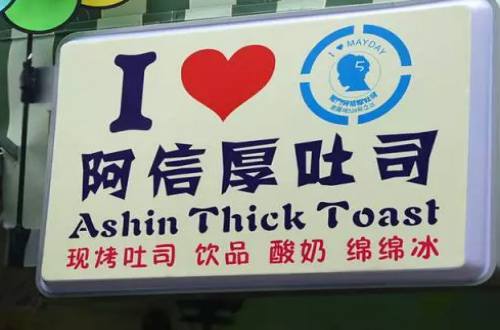 I ❤
I ❤ MAYDAY
5
阿信厚吐司
Ashin Thick Toast
现烤吐司 饮品 酸奶 绵绵冰